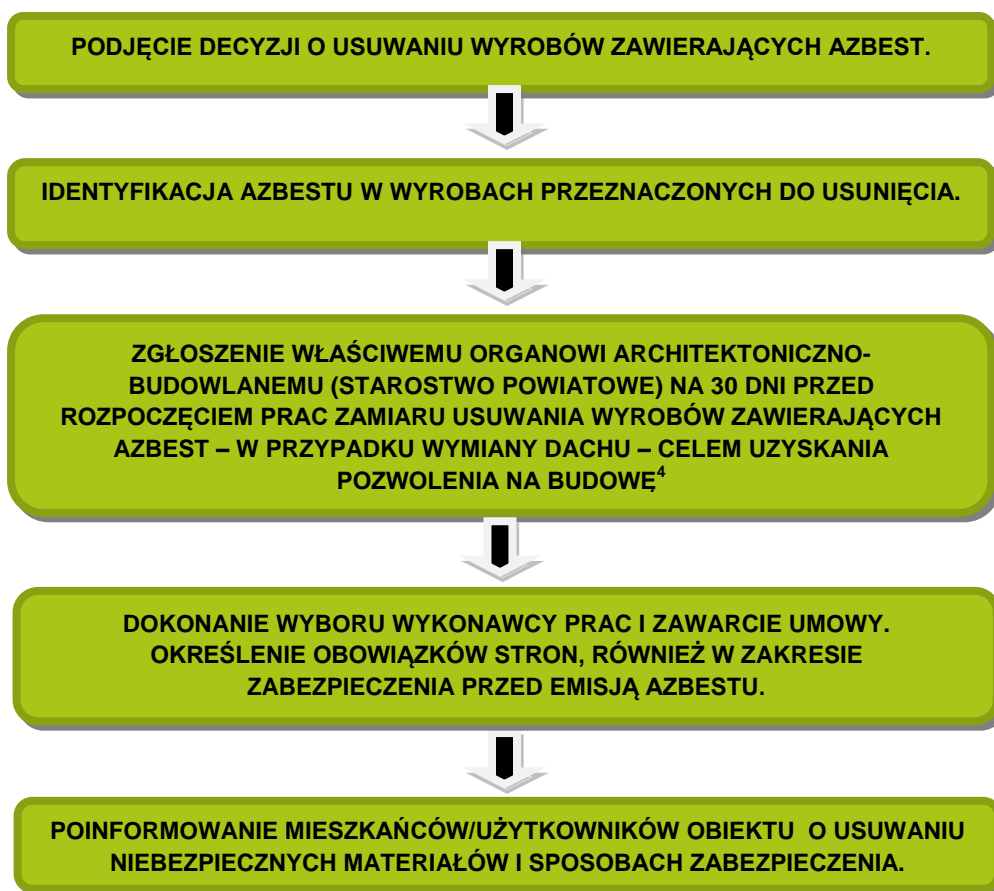 PODJĘCIE DECYZJI O USUWANIU WYROBÓW ZAWIERAJĄCYCH AZBEST.
IDENTYFIKACJA AZBESTU W WYROBACH PRZEZNACZONYCH DO USUNIĘCIA.
ZGŁOSZENIE WŁAŚCIWEMU ORGANOWI ARCHITEKTONICZNO-
BUDOWLANEMU (STAROSTWO POWIATOWE) NA 30 DNI PRZED
ROZPOCZĘCIEM PRAC ZAMIARU USUWANIA WYROBÓW ZAWIERAJĄCYCH
AZBEST – W PRZYPADKU WYMIANY DACHU – CELEM UZYSKANIA
POZWOLENIA NA BUDOWĘ⁴
DOKONANIE WYBORU WYKONAWCY PRAC I ZAWARCIE UMOWY.
OKREŚLENIE OBOWIĄZKÓW STRON, RÓWNIEŻ W ZAKRESIE
ZABEZPIECZENIA PRZED EMISJĄ AZBESTU.
POINFORMOWANIE MIESZKAŃCÓW/UŻYTKOWNIKÓW OBIEKTU O USUWANIU
NIEBEZPIECZNYCH MATERIAŁÓW I SPOSOBACH ZABEZPIECZENIA.